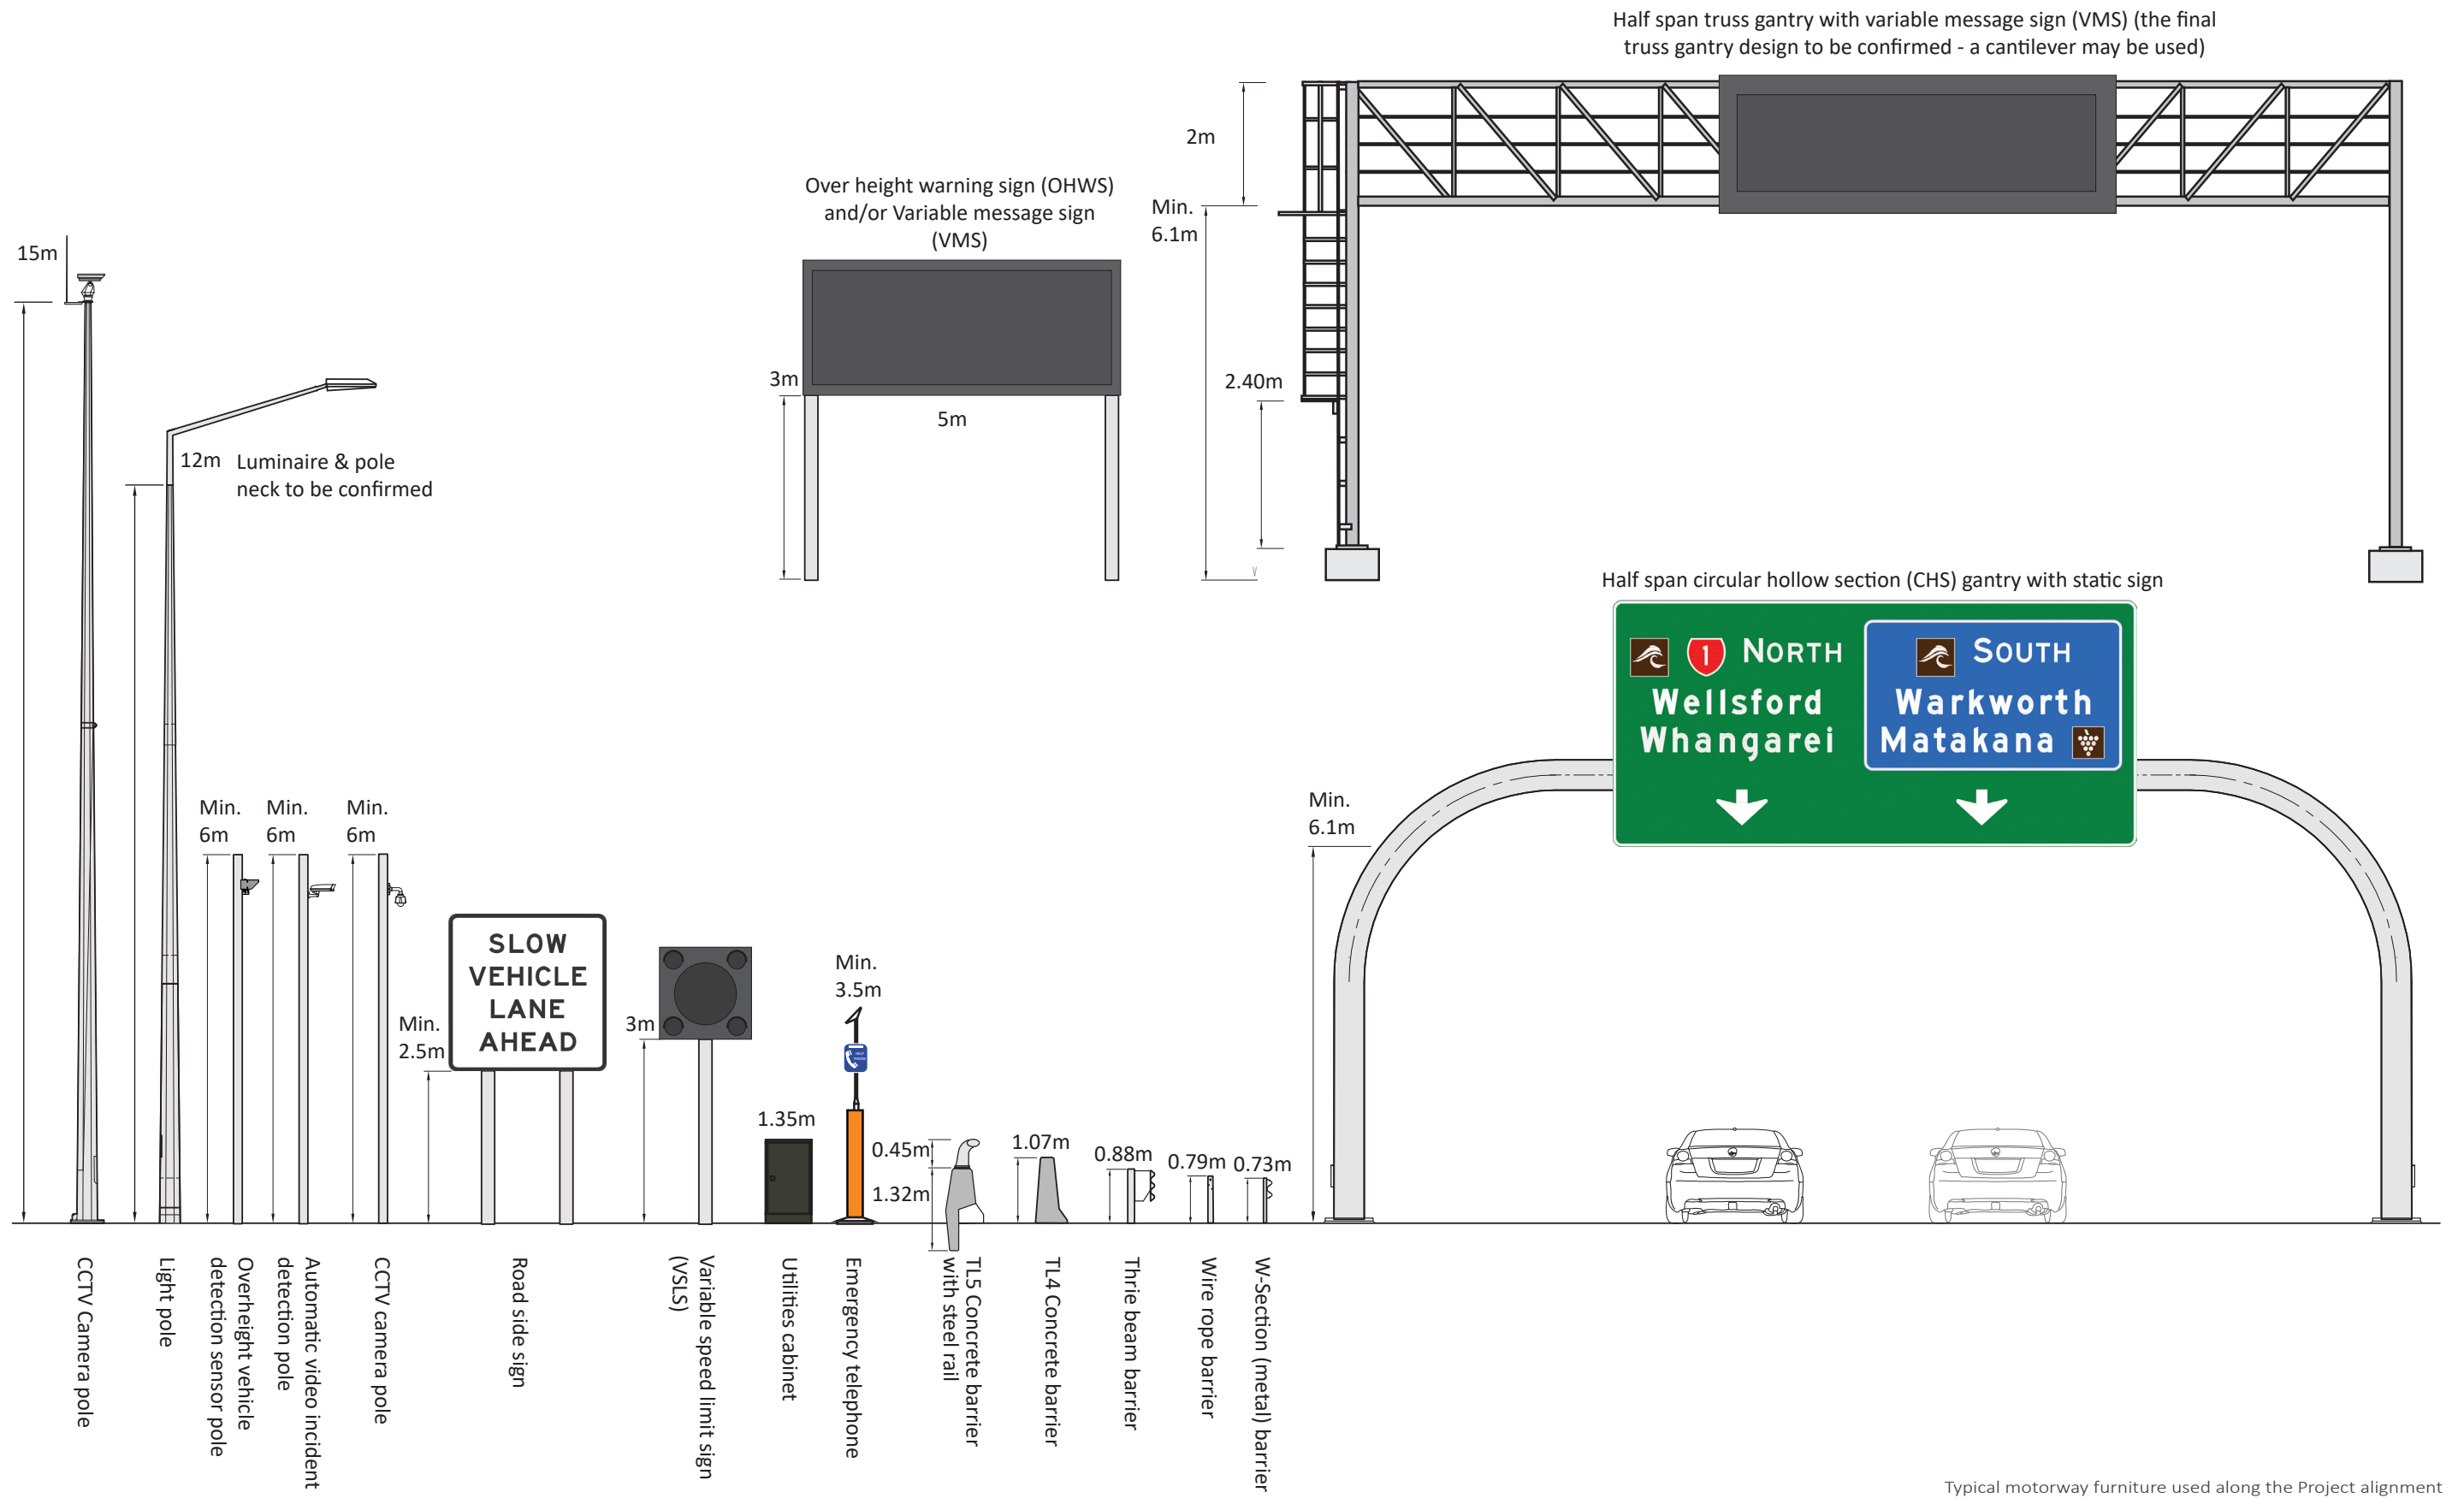 Half span truss gantry with variable message sign (VMS) (the final
truss gantry design to be confirmed - a cantilever may be used)
2m
Min.
6.1m
2.40m
Over height warning sign (OHWS)
and/or Variable message sign
(VMS)
3m
5m
15m
12m
Luminaire & pole
neck to be confirmed
Half span circular hollow section (CHS) gantry with static sign
1 NORTH
Wellsford
Whangarei
SOUTH
Warkworth
Matakana
Min.
6.1m
Min.
6m
Min.
6m
Min.
6m
SLOW
VEHICLE
LANE
AHEAD
Min.
2.5m
3m
1.35m
Min.
3.5m
HELP
PHONE
0.45m
1.32m
1.07m
0.88m
0.79m
0.73m
CCTV Camera pole
Light pole
Overheight vehicle
detection sensor pole
Automatic video incident
detection pole
CCTV camera pole
Road side sign
Variable speed limit sign
(VSLS)
Utilities cabinet
Emergency telephone
TL5 Concrete barrier
with steel rail
TL4 Concrete barrier
Thrie beam barrier
Wire rope barrier
W-Section (metal) barrier
Typical motorway furniture used along the Project alignment